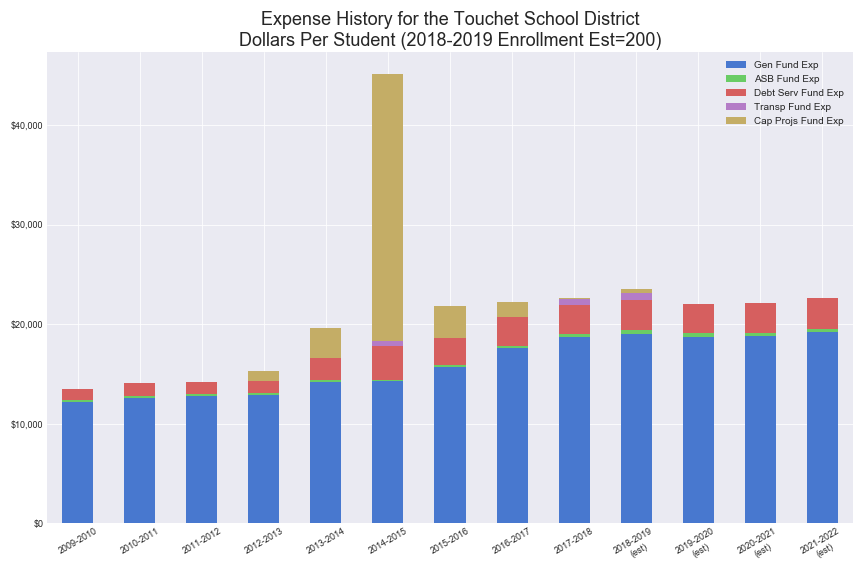 Expense History for the Touchet School District
Dollars Per Student (2018-2019 Enrollment Est=200)
Gen Fund Exp
ASB Fund Exp
Debt Serv Fund Exp
Transp Fund Exp
Cap Projs Fund Exp
$40,000
$30,000
$20,000
$10,000
$0
2009-2010
2010-2011
2011-2012
2012-2013
2013-2014
2014-2015
2015-2016
2016-2017
2017-2018
2018-2019
(est)
2019-2020
(est)
2020-2021
(est)
2021-2022
(est)